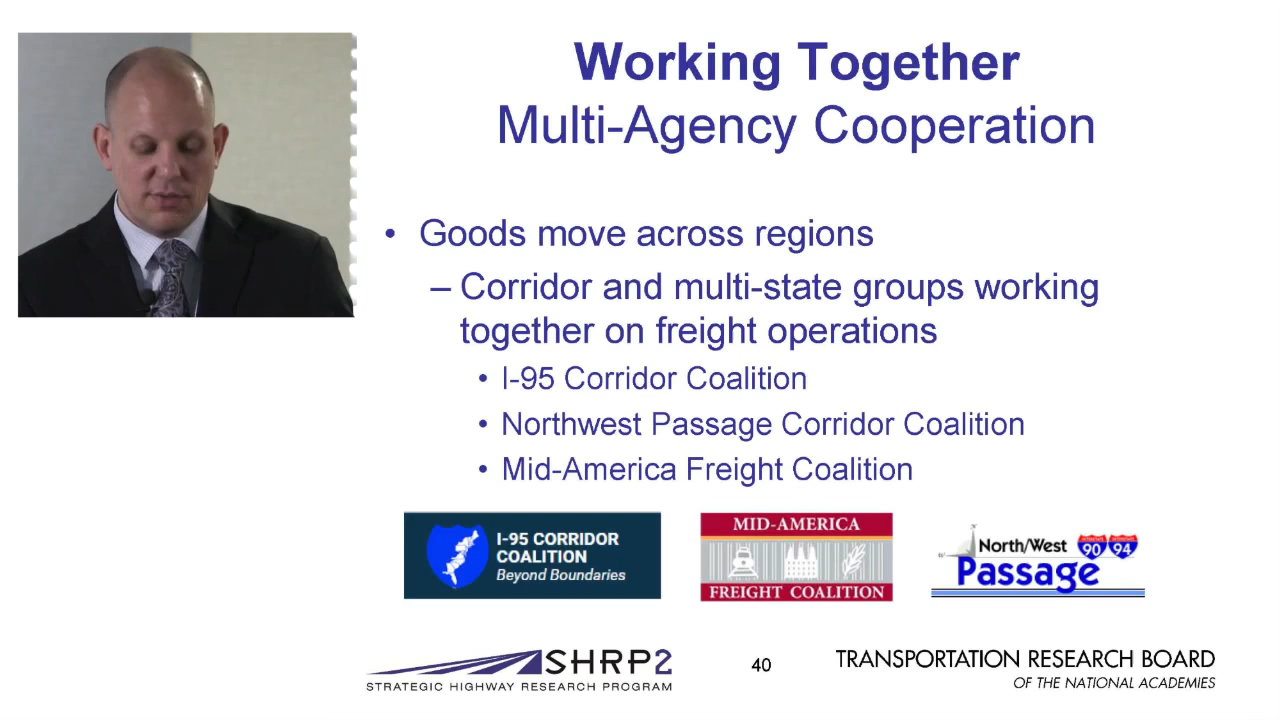 Working Together
Multi-Agency Cooperation
• Goods move across regions
– Corridor and multi-state groups working
together on freight operations
• I-95 Corridor Coalition
• Northwest Passage Corridor Coalition
• Mid-America Freight Coalition
I-95 CORRIDOR
COALITION
Beyond Boundaries
MID-AMERICA
FREIGHT COALITION
North/West
90 94
Passage
SHRP2
STRATEGIC HIGHWAY RESEARCH PROGRAM
40
TRANSPORTATION RESEARCH BOARD
OF THE NATIONAL ACADEMIES